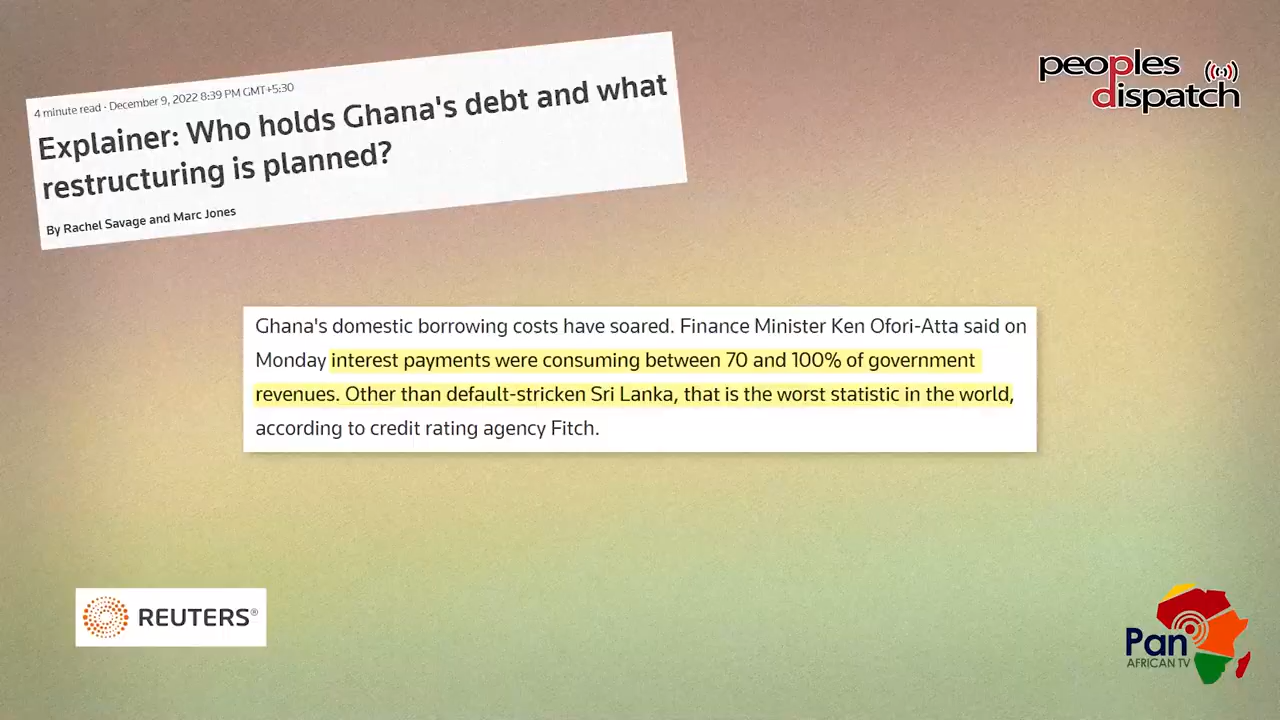 4 minute read · December 9, 2022 8:39 PM GMT+5:30
Explainer: Who holds Ghana's debt and what
restructuring is planned?
By Rachel Savage and Marc Jones
peoples
dispatch
Ghana's domestic borrowing costs have soared. Finance Minister Ken Ofori-Atta said on
Monday interest payments were consuming between 70 and 100% of government
revenues. Other than default-stricken Sri Lanka, that is the worst statistic in the world,
according to credit rating agency Fitch.
REUTERS®
Pan
AFRICAN TV